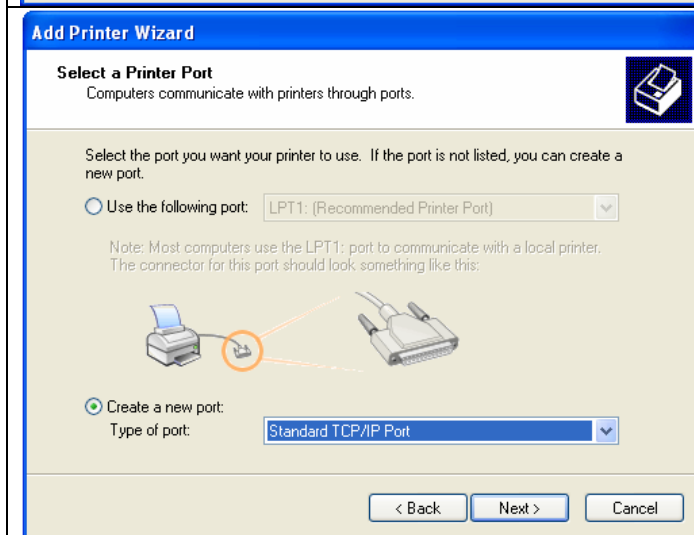 Add Printer Wizard
Select a Printer Port
Computers communicate with printers through ports.
Select the port you want your printer to use.  If the port is not listed, you can create a
new port.
Use the following port: LPT1: (Recommended Printer Port)
Note: Most computers use the LPT1: port to communicate with a local printer.
The connector for this port should look something like this:
Create a new port:
Type of port: Standard TCP/IP Port
< Back Next > Cancel